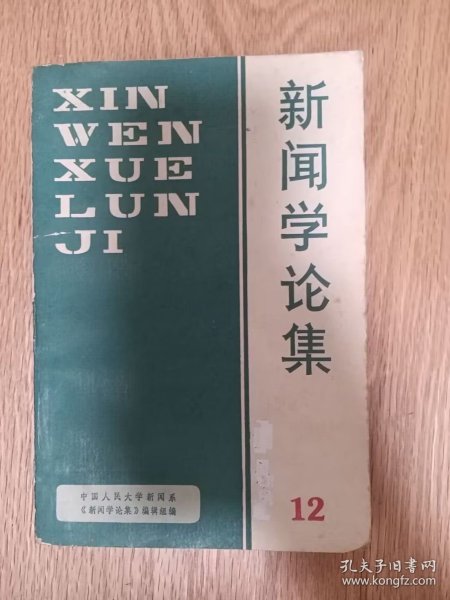 XIN
WEN
XUE
LUN
JI
新闻学论集
中国人民大学新闻系
《新闻学论集》编辑组编
12
孔夫子旧书网
www.kongfz.com